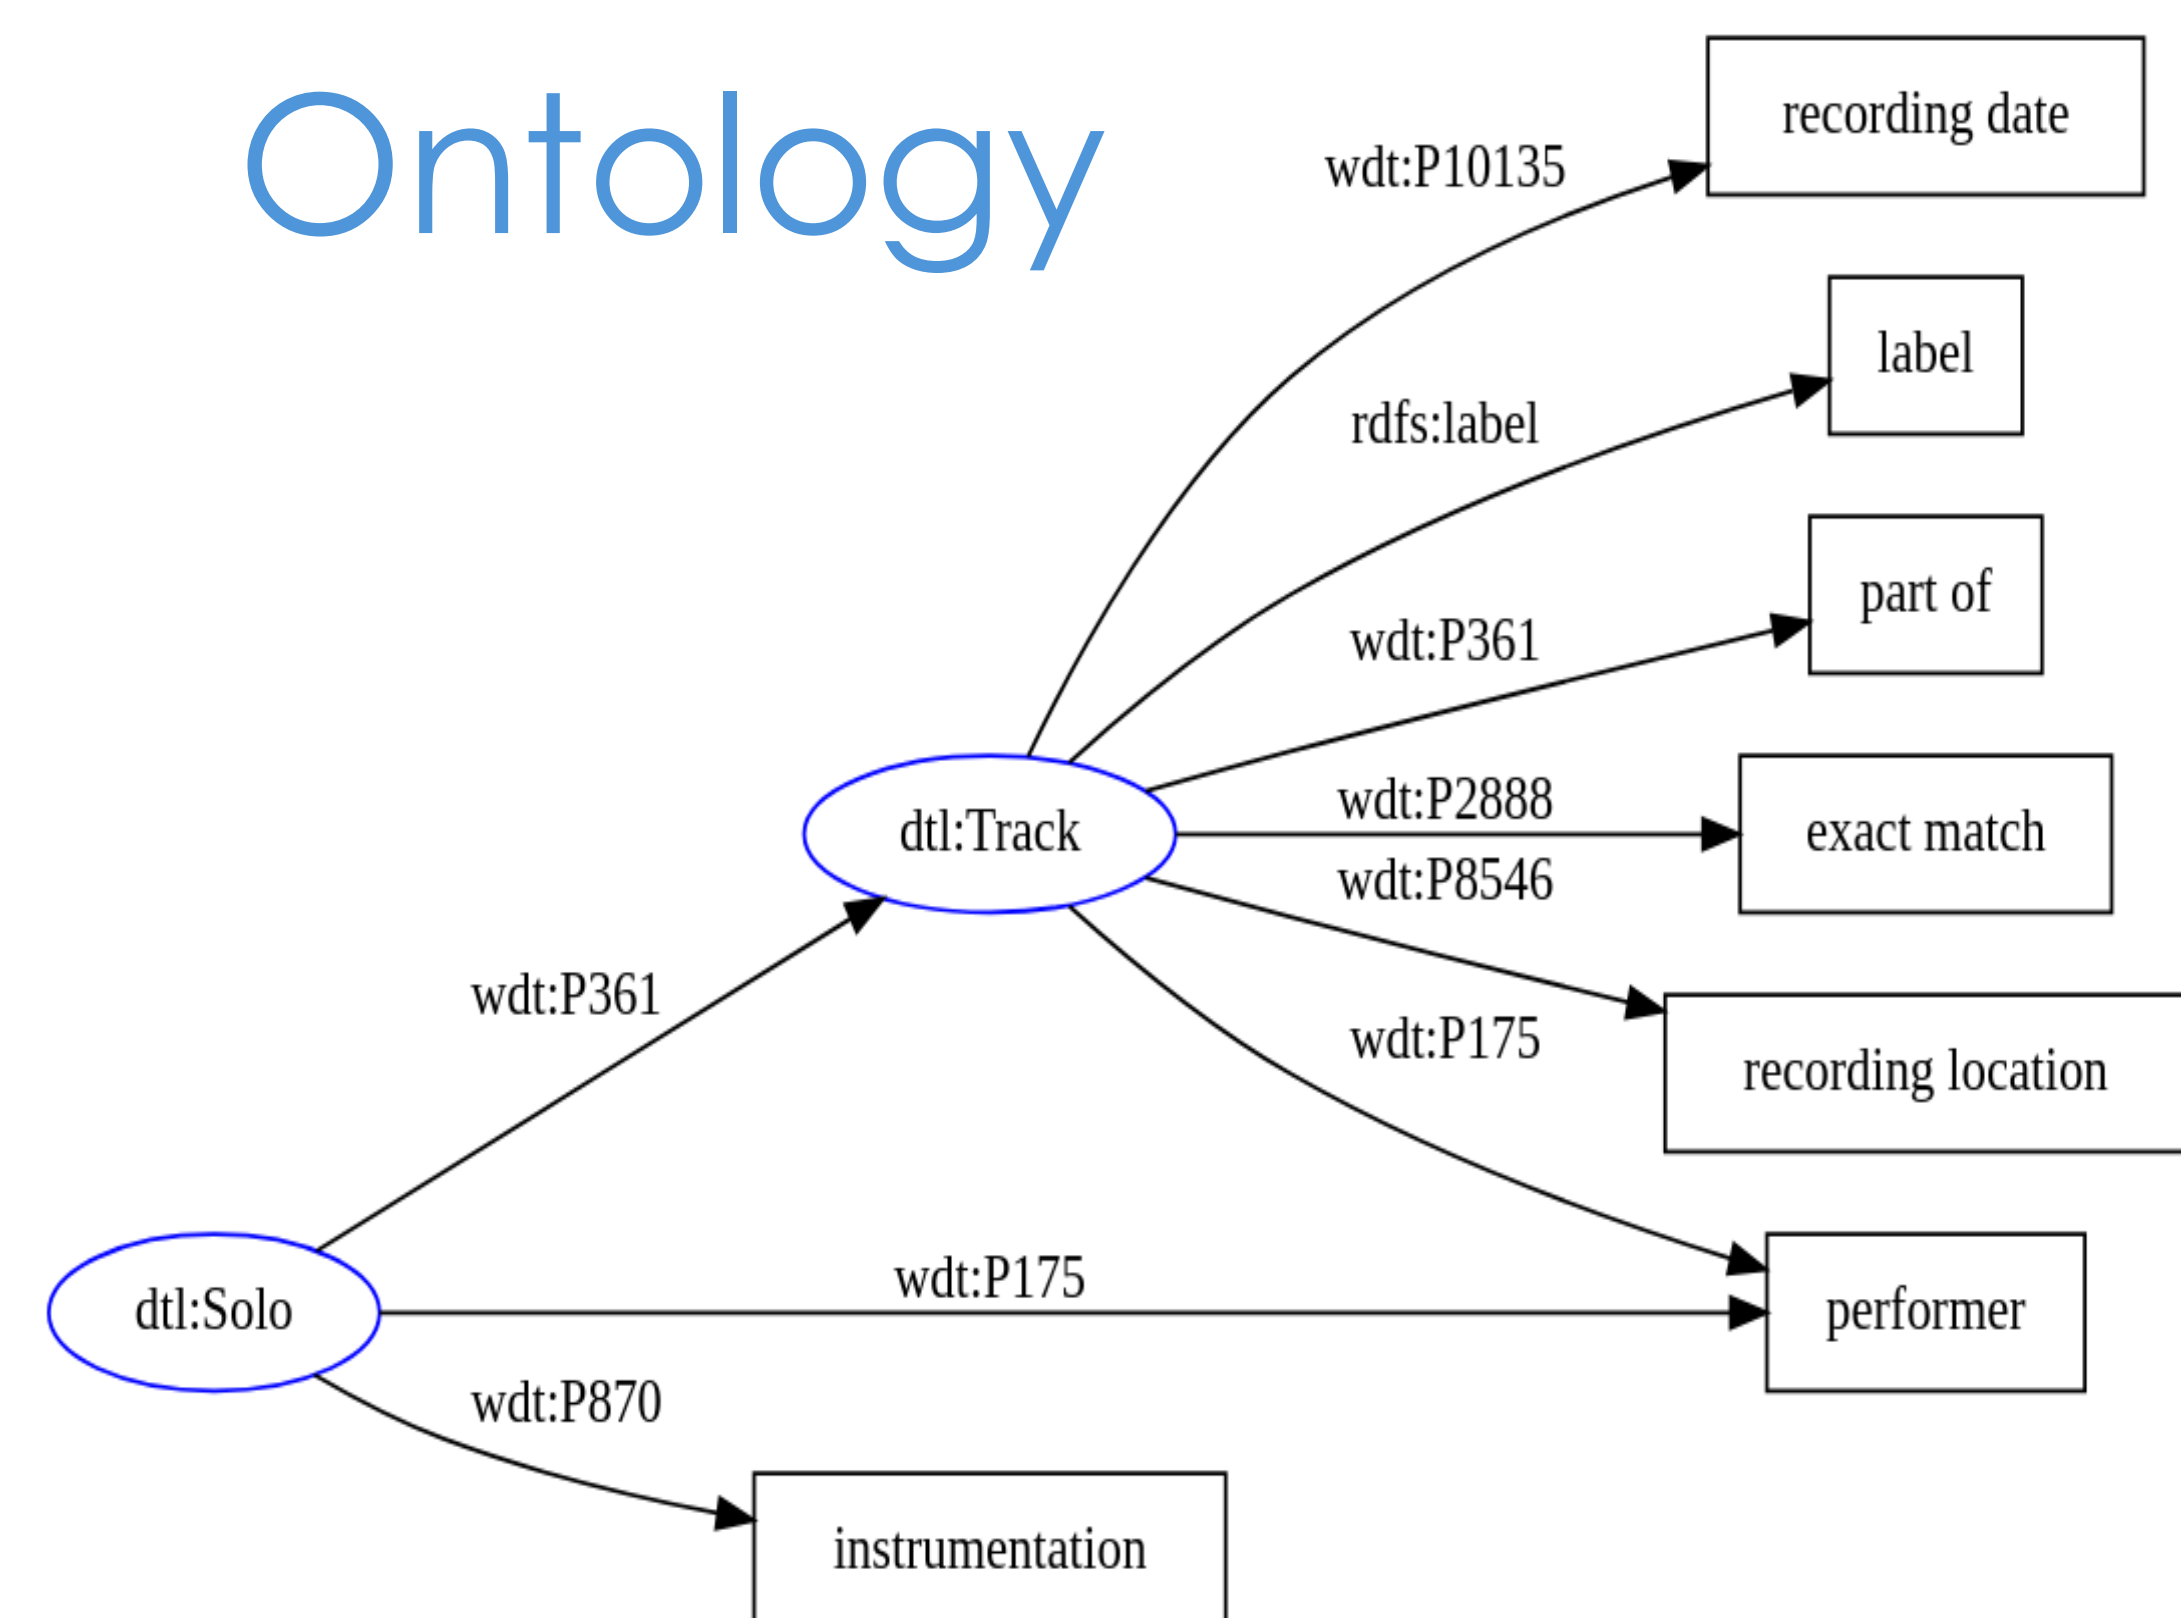 Ontology
recording date
wdt:P10135
label
rdfs:label
part of
wdt:P361
wdt:P2888
dtl:Track
exact match
wdt:P8546
wdt:P361
wdt:P175
recording location
wdt:P175
dtl:Solo
performer
wdt:P870
instrumentation